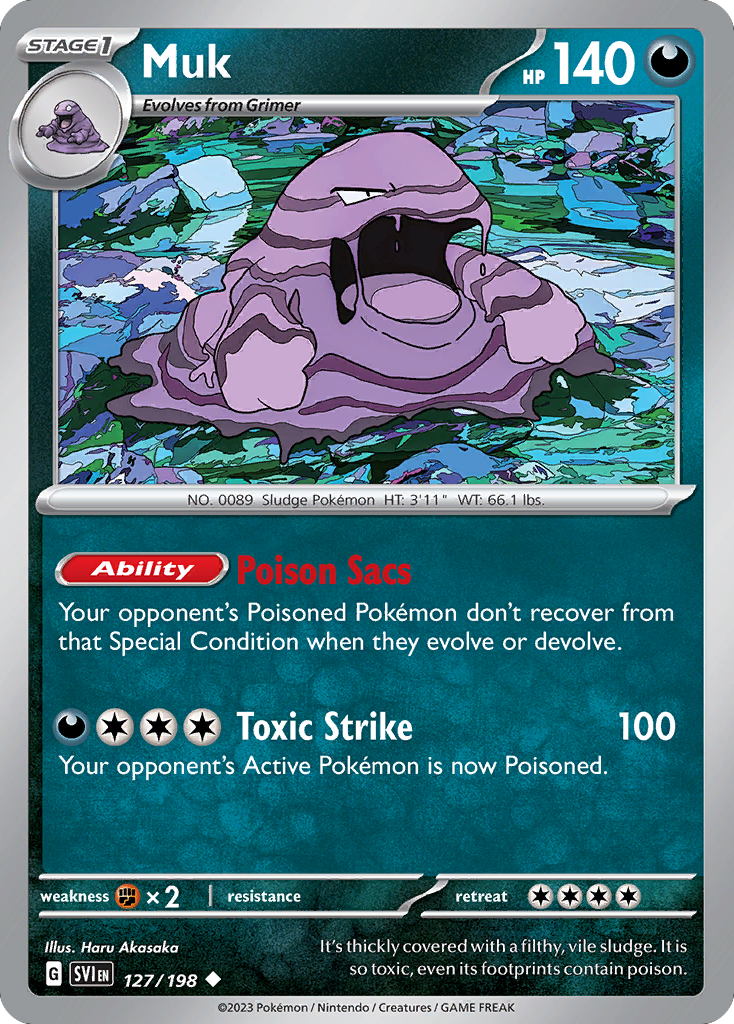 STAGE 1
Muk
HP 140
Evolves from Grimer
NO. 0089 Sludge Pokémon HT: 3'11" WT: 66.1 lbs.
Ability Poison Sacs
Your opponent's Poisoned Pokémon don't recover from
that Special Condition when they evolve or devolve.
Toxic Strike 100
Your opponent's Active Pokémon is now Poisoned.
weakness ×2 resistance retreat
Illus. Haru Akasaka
It's thickly covered with a filthy, vile sludge. It is
so toxic, even its footprints contain poison.
G SVI EN 127/198
©2023 Pokémon / Nintendo / Creatures / GAME FREAK